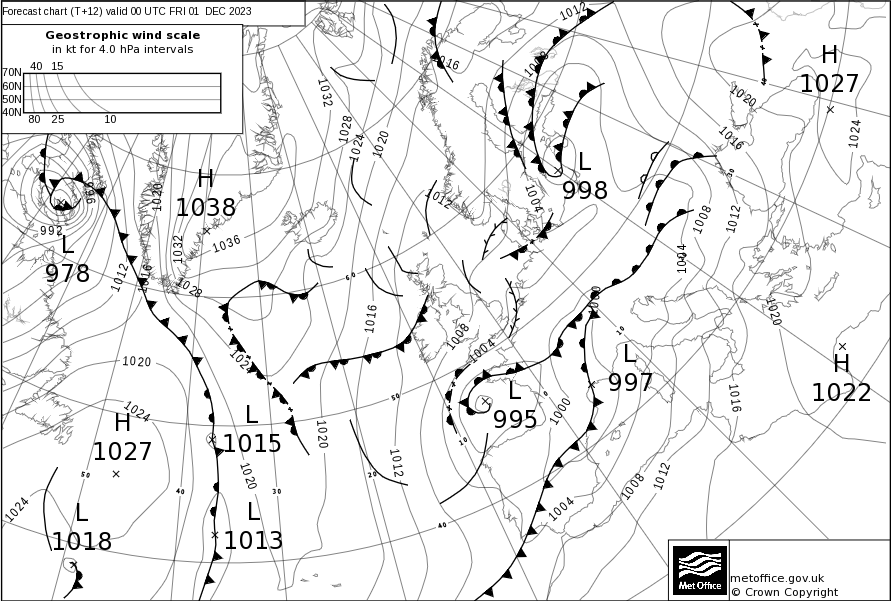 Forecast chart (T+12) valid 00 UTC FRI 01 DEC 2023
Geostrophic wind scale
in kt for 4.0 hPa intervals
40 15
70N
60N
50N
40N
80 25 10
1012
1016
1008
H
1027
1020
1024
1016
1032
1028
1024
1020
L
998
1004
1012
996
1020
H
1038
1036
1032
992
L
978
1012
1016
1028
1008
1012
1004
1000
1020
60
1016
1008
1004
1024
1020
10
L
997
H
1022
50
0
L
995
1000
1016
1024
H
1027
L
1015
1020
10
1012
1020
50
40
30
20
1008
1012
1024
L
1018
L
1013
1004
40
metoffice.gov.uk
© Crown Copyright
Met Office